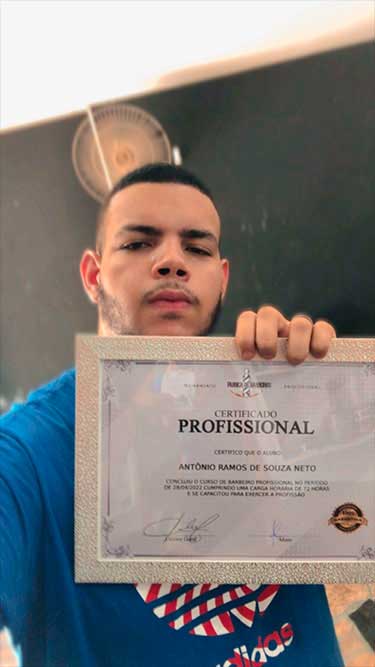 FÁBRICA DE BARBEIROS
CERTIFICADO
PROFISSIONAL
CERTIFICO QUE O ALUNO
ANTÔNIO RAMOS DE SOUZA NETO
CONCLUIU O CURSO DE BARBEIRO PROFISSIONAL NO PERÍODO
DE 28/08/2022 CUMPRINDO UMA CARGA HORÁRIA DE 72 HORAS
E SE CAPACITOU PARA EXERCER A PROFISSÃO
adidas